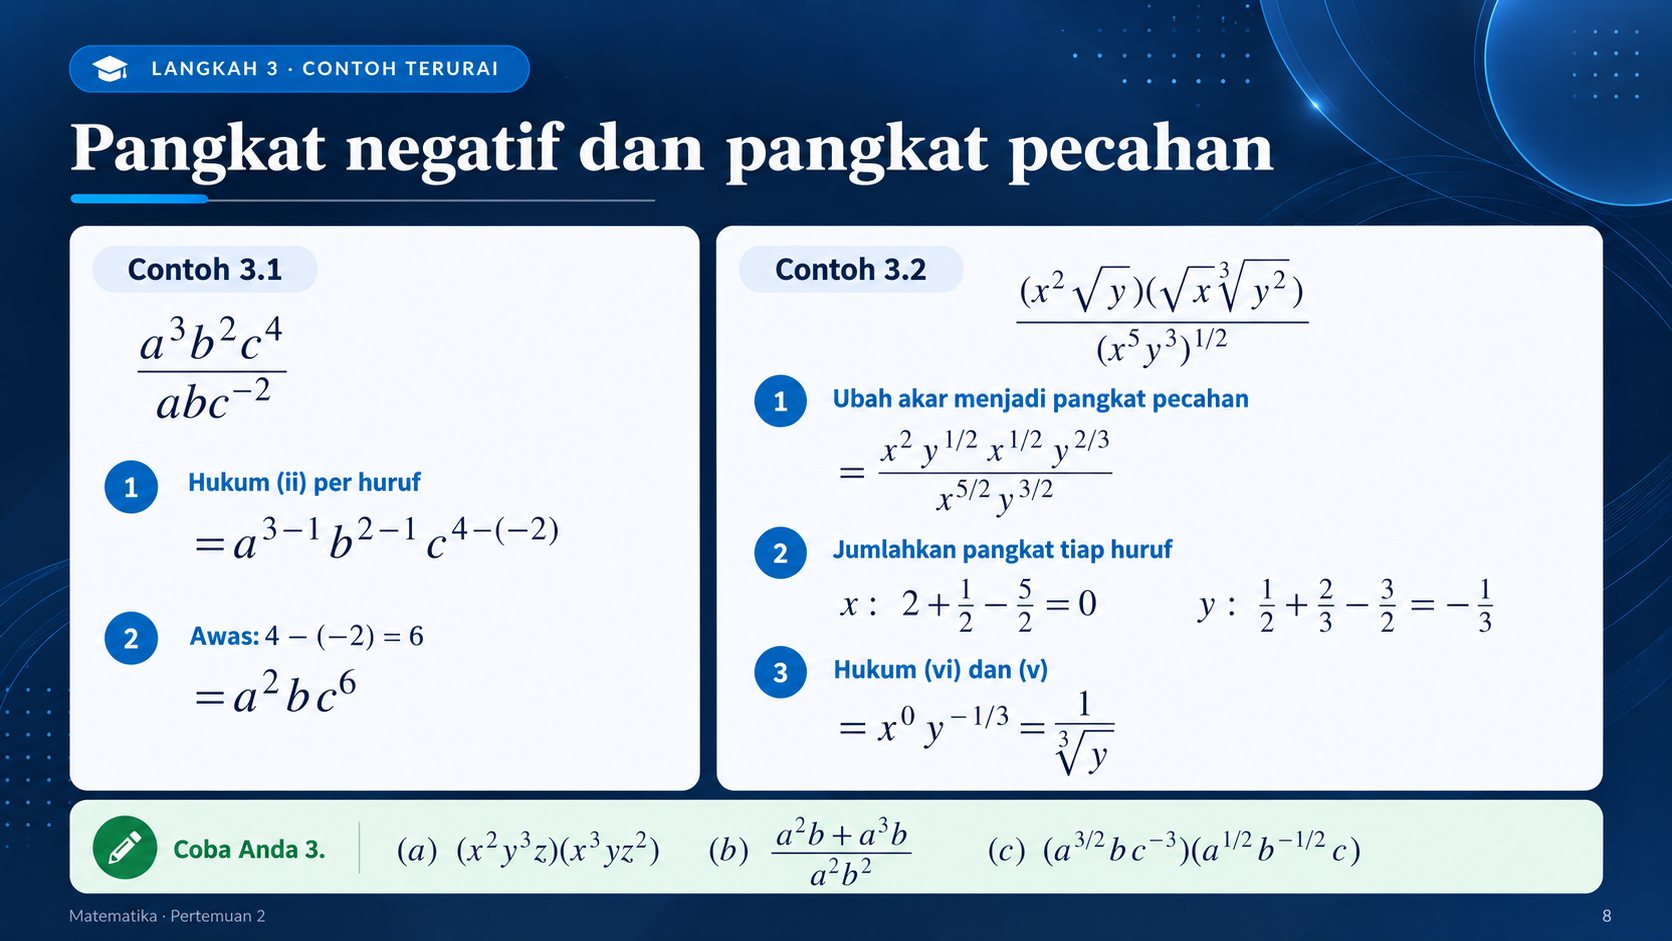 LANGKAH 3 · CONTOH TERURAI
Pangkat negatif dan pangkat pecahan
Contoh 3.1
a³b²c⁴ / abc⁻²
1 Hukum (ii) per huruf
= a^{3−1} b^{2−1} c^{4−(−2)}
2 Awas: 4 − (−2) = 6
= a²bc⁶
Contoh 3.2
(x²√y)(√x ∛y²) / (x⁵y³)^{1/2}
1 Ubah akar menjadi pangkat pecahan
= x² y^{1/2} x^{1/2} y^{2/3} / x^{5/2} y^{3/2}
2 Jumlahkan pangkat tiap huruf
x : 2 + 1/2 − 5/2 = 0 y : 1/2 + 2/3 − 3/2 = − 1/3
3 Hukum (vi) dan (v)
= x⁰ y^{−1/3} = 1 / ∛y
Coba Anda 3. (a) (x²y³z)(x³yz²) (b) a²b + a³b / a²b² (c) (a^{3/2}bc⁻³)(a^{1/2}b^{−1/2}c)
Matematika · Pertemuan 2
8